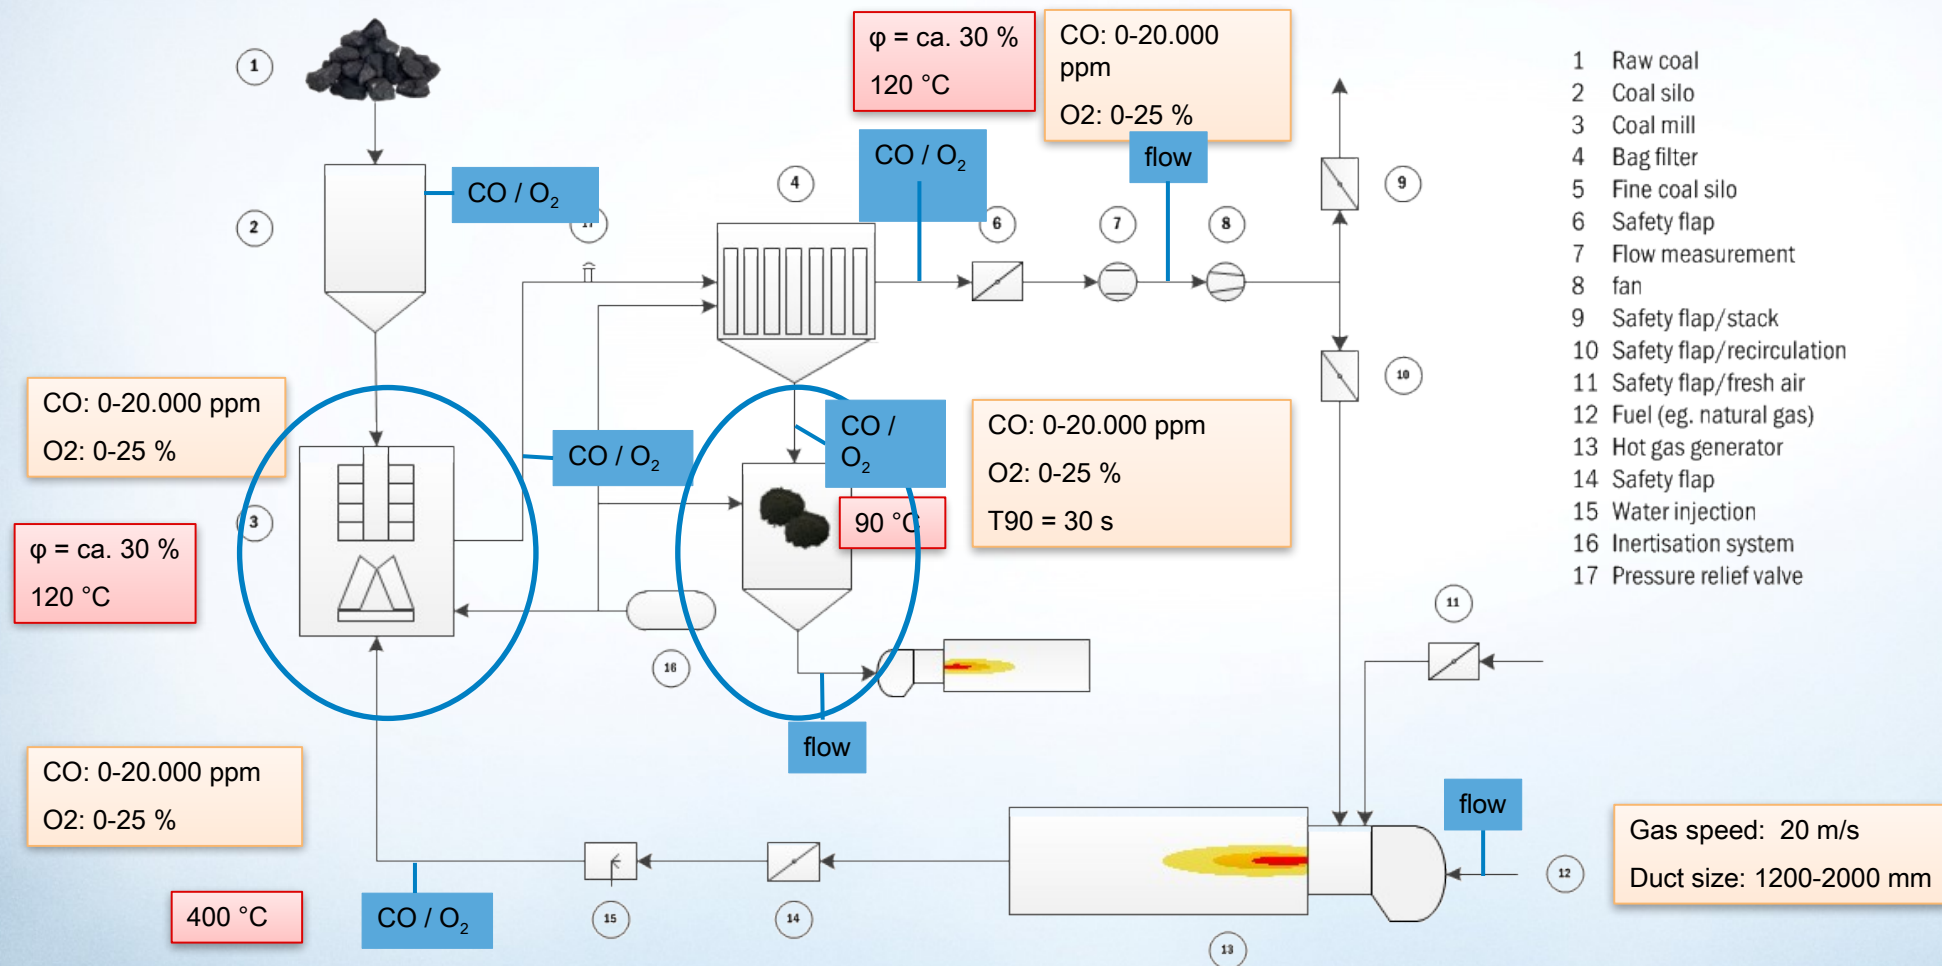 φ = ca. 30 %
120 °C
CO: 0-20.000
ppm
O2: 0-25 %
1
CO / O2
flow
4
9
CO / O2
2
17
6
7
8
10
CO: 0-20.000 ppm
O2: 0-25 %
CO / O2
CO /
O2
CO: 0-20.000 ppm
O2: 0-25 %
T90 = 30 s
90 °C
3
φ = ca. 30 %
120 °C
16
11
flow
CO: 0-20.000 ppm
O2: 0-25 %
flow
Gas speed: 20 m/s
Duct size: 1200-2000 mm
12
400 °C
CO / O2
15
14
13
1 Raw coal
2 Coal silo
3 Coal mill
4 Bag filter
5 Fine coal silo
6 Safety flap
7 Flow measurement
8 fan
9 Safety flap/stack
10 Safety flap/recirculation
11 Safety flap/fresh air
12 Fuel (eg. natural gas)
13 Hot gas generator
14 Safety flap
15 Water injection
16 Inertisation system
17 Pressure relief valve